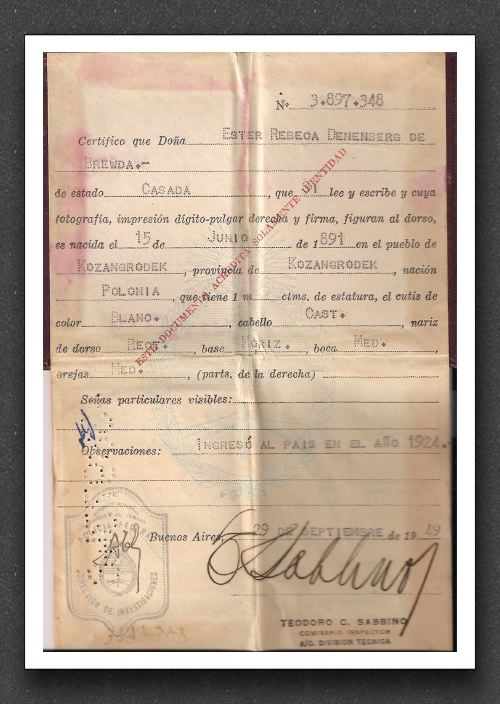 Nº 3.897.348
Certifico que Doña ESTER REBECA DENENBERG DE
BREWDA.-
de estado CASADA, que SI lee y escribe y cuya
fotografía, impresión dígito-pulgar derecha y firma, figuran al dorso,
es nacida el 15 de JUNIO de 1891 en el pueblo de
KOZANGRODEK, provincia de KOZANGRODEK, nación
POLONIA, que tiene 1 m. ctms. de estatura, el cutis de
color BLANC., cabello CAST., nariz
de dorso RECT., base HORIZ., boca MED.,
orejas MED., (parts. de la derecha)
Señas particulares visibles:
Observaciones: INGRESÓ AL PAIS EN EL AÑO 1924.
ESTE DOCUMENTO ACREDITA SOLAMENTE IDENTIDAD
Buenos Aires, 29 DE SEPTIEMBRE de 1949
DIRECCION DE INVESTIGACIONES
TEODORO C. SABBINO
COMISARIO INSPECTOR
A/C. DIVISION TECNICA